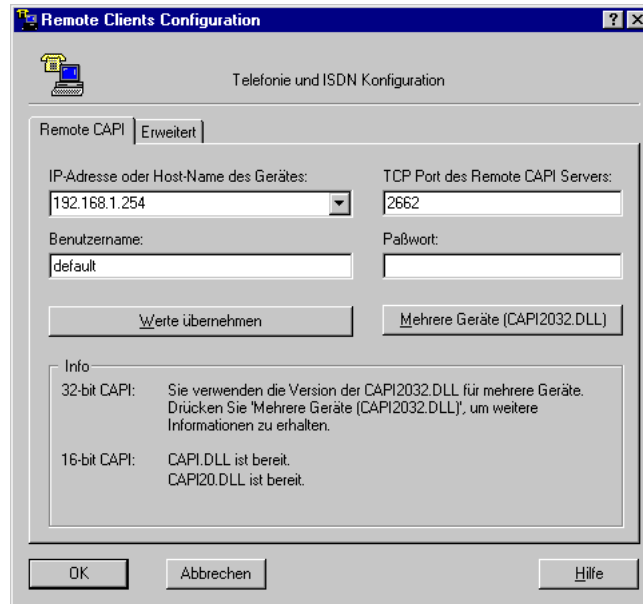 Remote Clients Configuration
Telefonie und ISDN Konfiguration
Remote CAPI
Erweitert
IP-Adresse oder Host-Name des Gerätes:
TCP Port des Remote CAPI Servers:
192.168.1.254
2662
Benutzername:
Paßwort:
default
Werte übernehmen
Mehrere Geräte (CAPI2032.DLL)
Info
32-bit CAPI:
Sie verwenden die Version der CAPI2032.DLL für mehrere Geräte.
Drücken Sie 'Mehrere Geräte (CAPI2032.DLL)', um weitere
Informationen zu erhalten.
16-bit CAPI:
CAPI.DLL ist bereit.
CAPI20.DLL ist bereit.
OK
Abbrechen
Hilfe